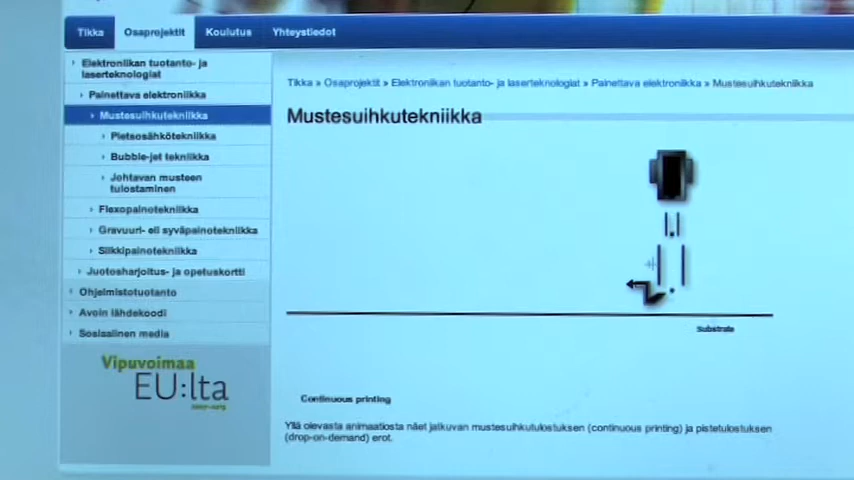 Tikka Osaprojektit Koulutus Yhteystiedot
Elektroniikan tuotanto- ja
laserteknologiat
Painettava elektroniikka
Mustesuihkutekniikka
Pietsosähkötekniikka
Bubble-jet tekniikka
Johtavan musteen
tulostaminen
Flexopainotekniikka
Gravuuri- eli syväpainotekniikka
Silkkipainotekniikka
Juotosharjoitus- ja opetuskortti
Ohjelmistotuotanto
Avoin lähdekoodi
Sosiaalinen media
Vipuvoimaa
EU:lta
Tikka » Osaprojektit » Elektroniikan tuotanto- ja laserteknologiat » Painettava elektroniikka » Mustesuihkutekniikka
Mustesuihkutekniikka
Substrate
Continuous printing
Yllä olevasta animaatiosta näet jatkuvan mustesuihkutulostuksen (continuous printing) ja pistetulostuksen
(drop-on-demand) erot.